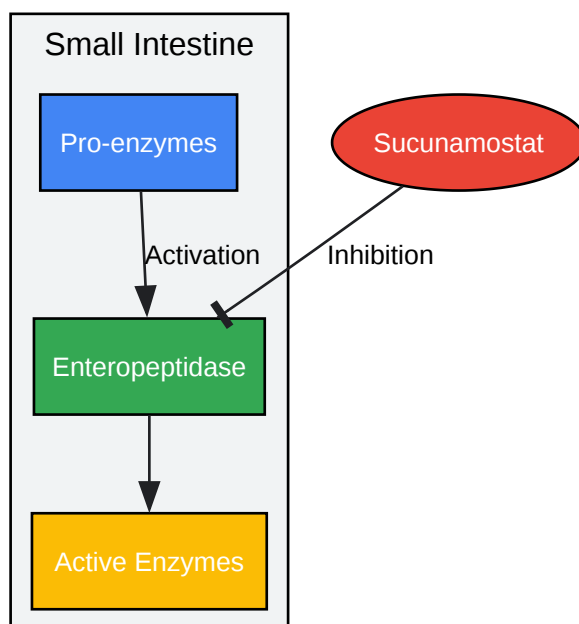 Small Intestine
Pro-enzymes
Sucunamostat
Activation
Inhibition
Enteropeptidase
Active Enzymes